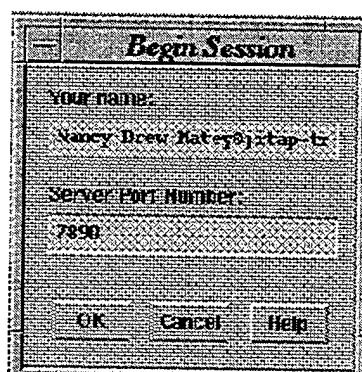 Begin Session
Your name:
Nancy Drew
Server Port Number:
7890
OK Cancel Help